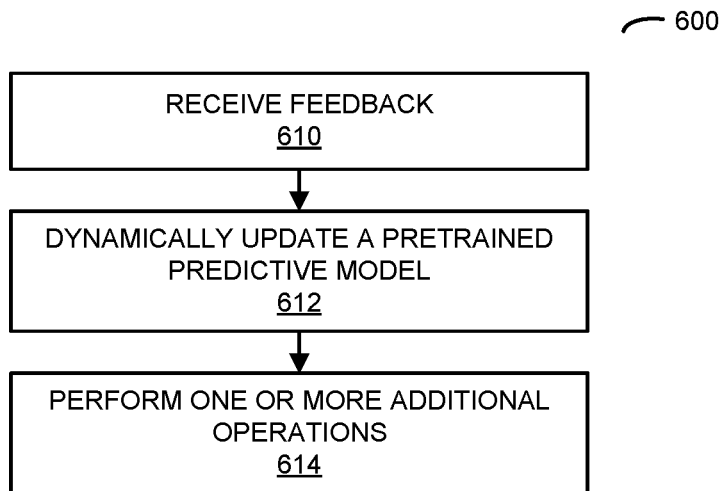 600
RECEIVE FEEDBACK
610
DYNAMICALLY UPDATE A PRETRAINED
PREDICTIVE MODEL
612
PERFORM ONE OR MORE ADDITIONAL
OPERATIONS
614